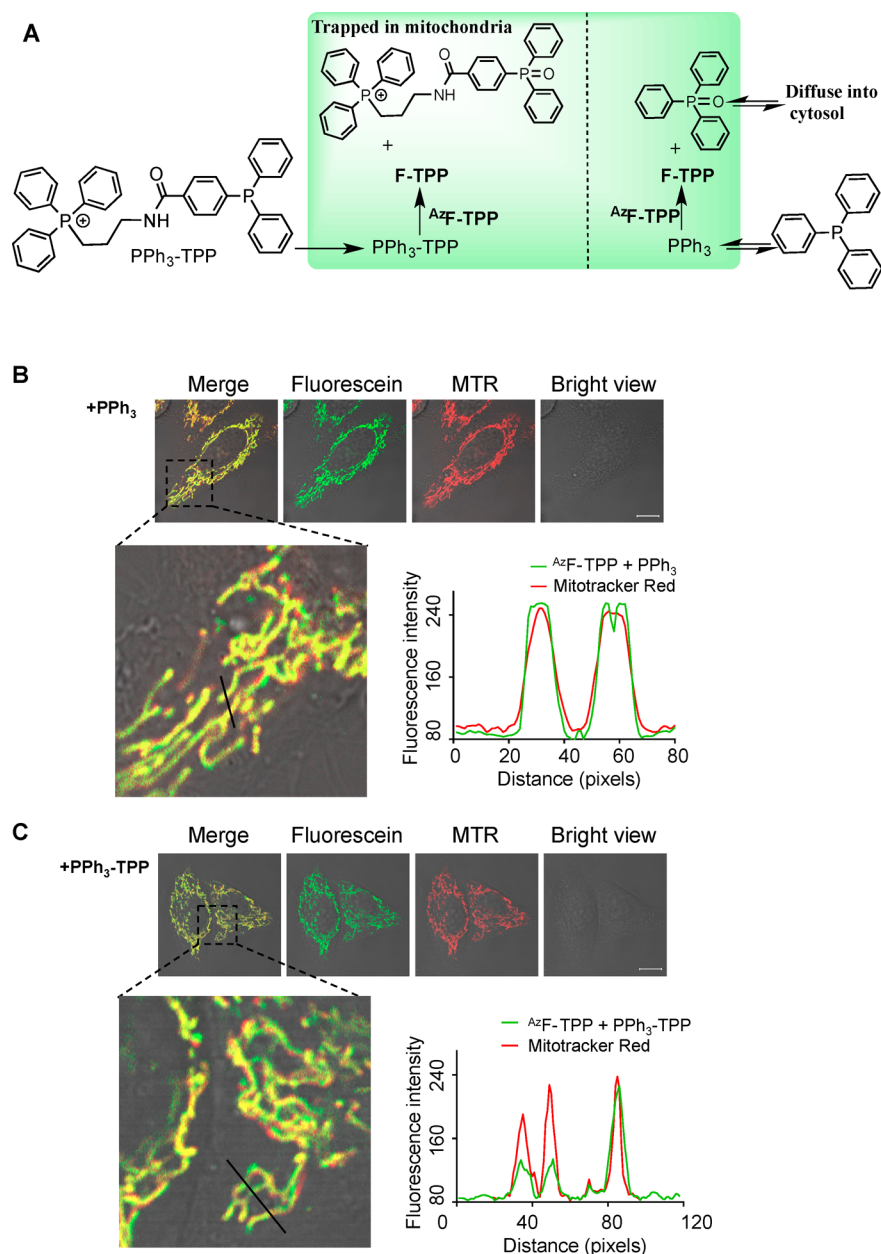 A
Trapped in mitochondria
O
NH
P
⊕
P=O
+
F-TPP
AzF-TPP
PPh3-TPP
P=O
Diffuse into
cytosol
+
F-TPP
AzF-TPP
PPh3
P
P
⊕
NH
O
P
PPh3-TPP
B
Merge Fluorescein MTR Bright view
+PPh3
AzF-TPP + PPh3
Mitotracker Red
Fluorescence intensity
240
160
80
0 20 40 60 80
Distance (pixels)
C
Merge Fluorescein MTR Bright view
+PPh3-TPP
AzF-TPP + PPh3-TPP
Mitotracker Red
Fluorescence intensity
240
160
80
0 40 80 120
Distance (pixels)